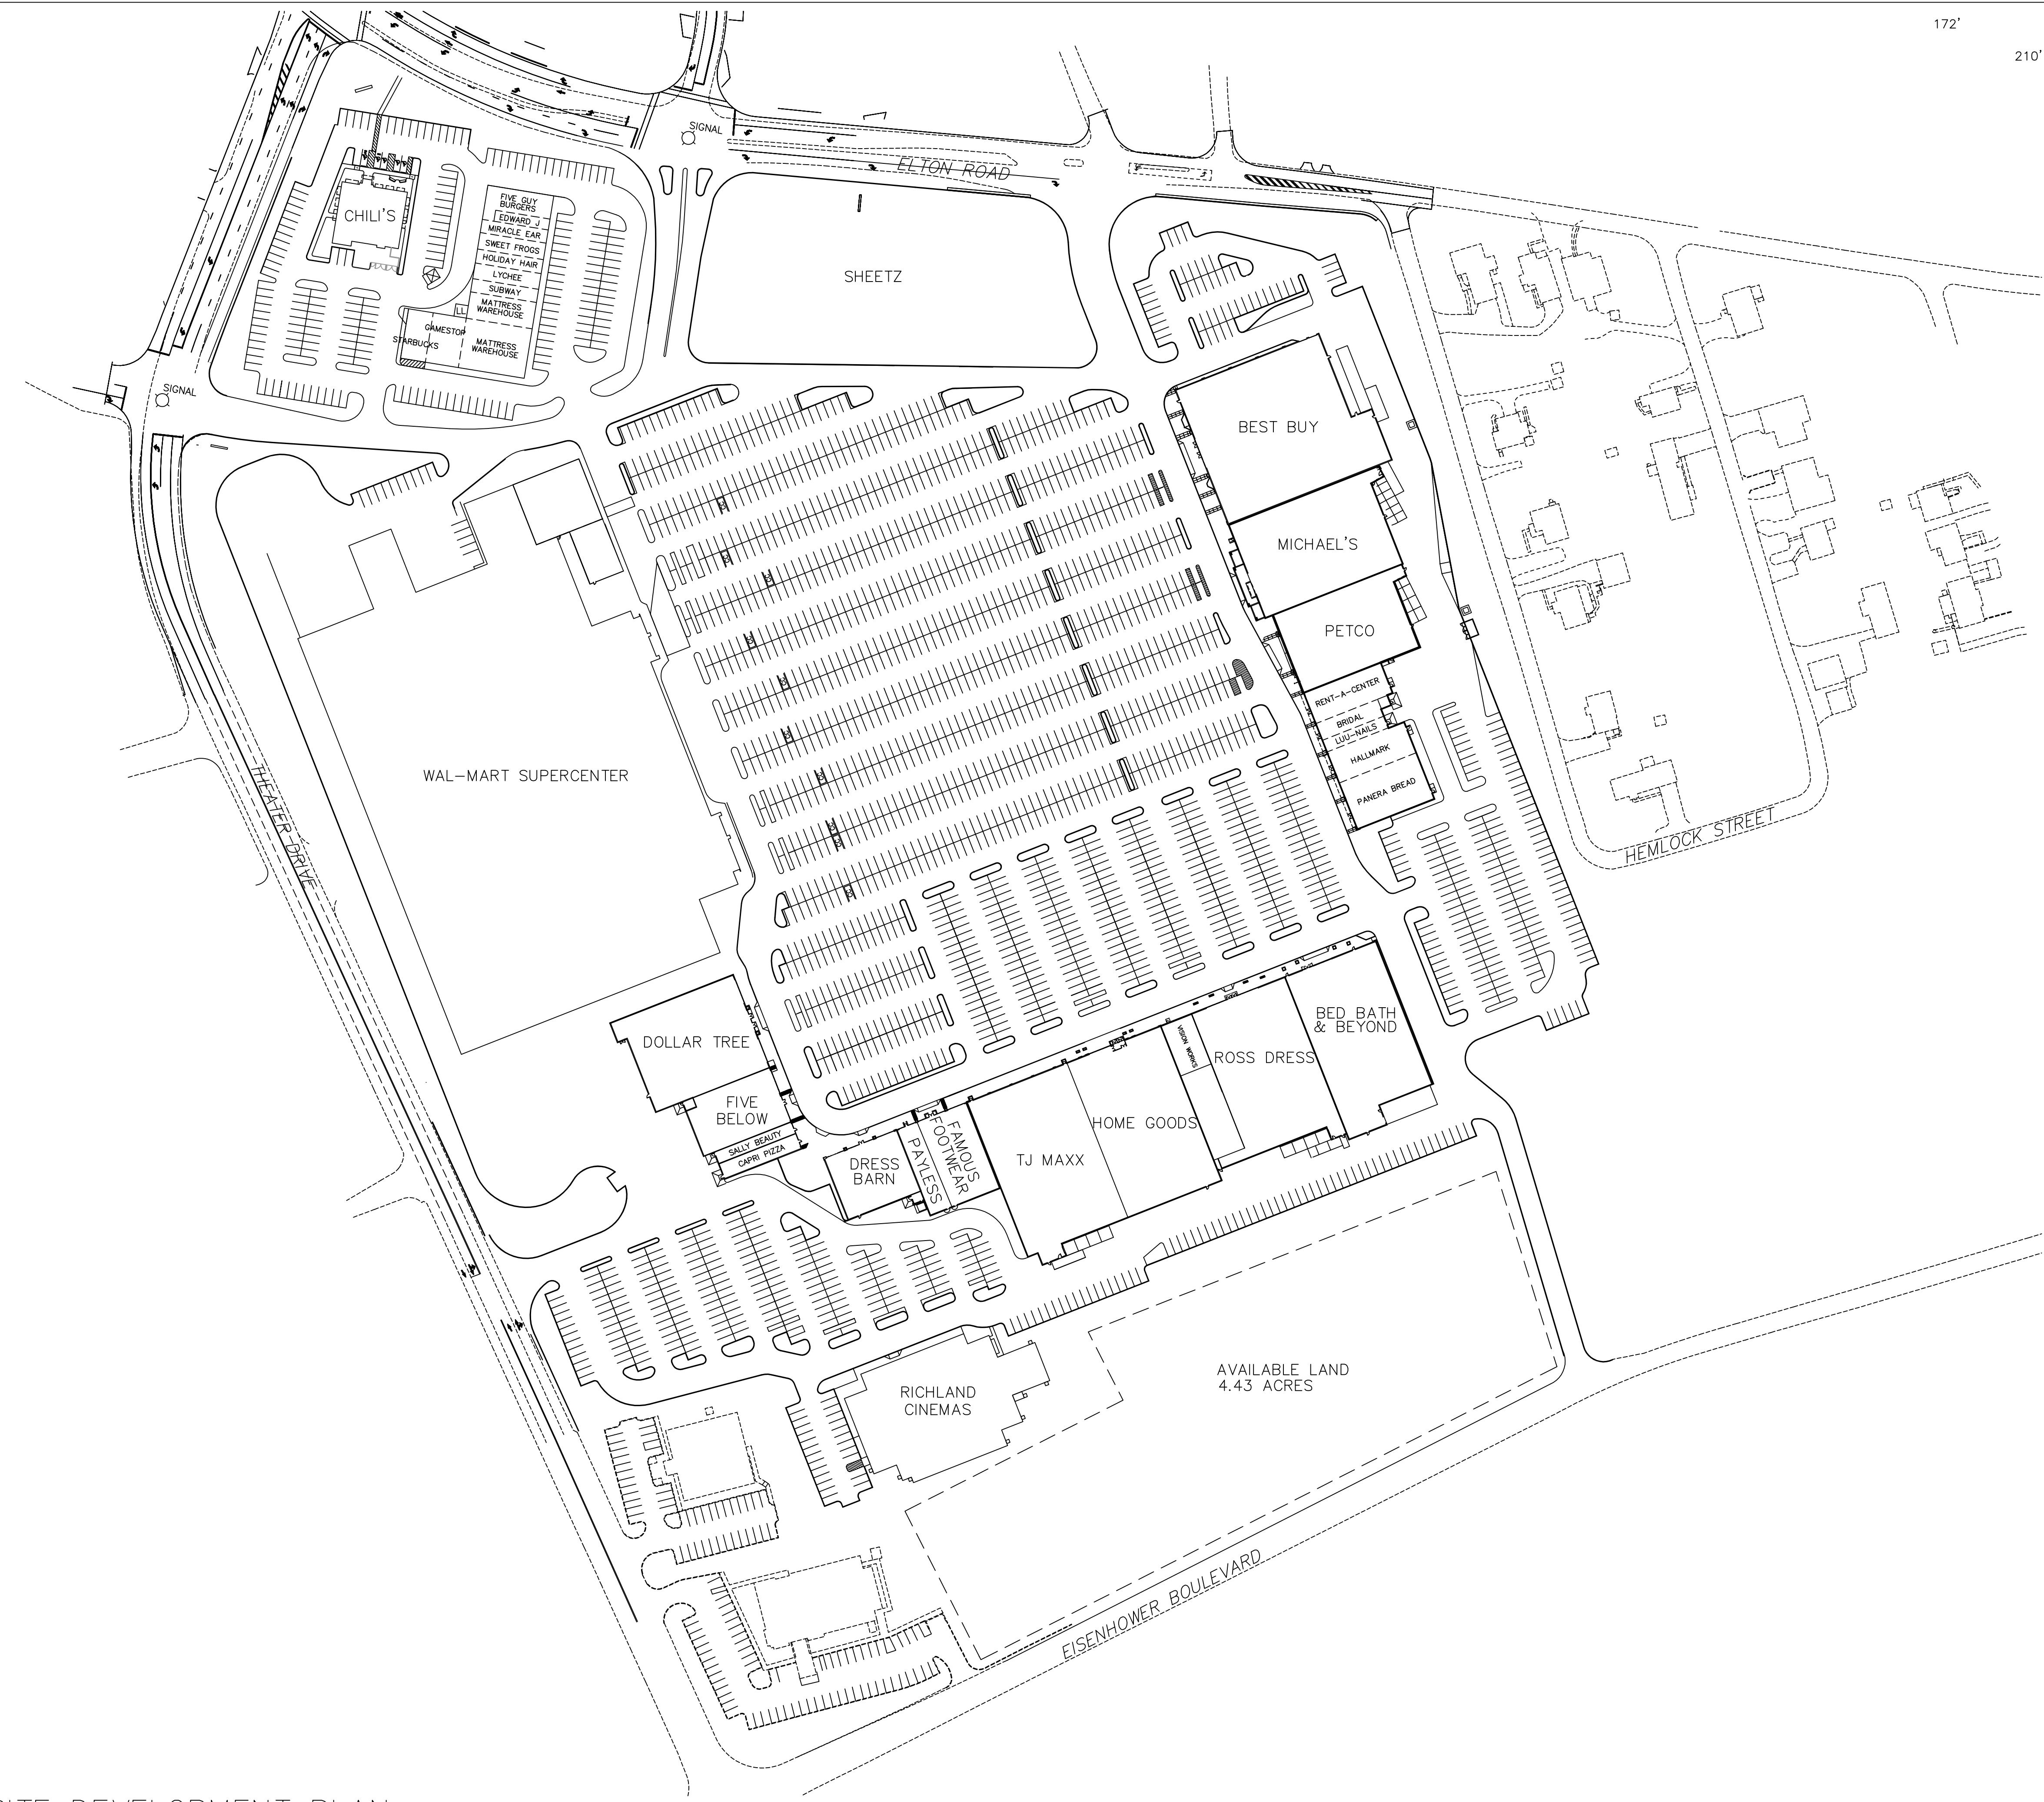 172'
210'
SIGNAL
ELTON ROAD
CHILI'S
FIVE GUY
BURGERS
EDWARD J
MIRACLE EAR
SWEET FROGS
HOLIDAY HAIR
LYCHEE
SUBWAY
MATTRESS
WAREHOUSE
LL
GAMESTOP
STARBUCKS
MATTRESS
WAREHOUSE
SHEETZ
SIGNAL
BEST BUY
MICHAEL'S
PETCO
RENT-A-CENTER
BRIDAL
LUU-NAILS
HALLMARK
PANERA BREAD
WAL-MART SUPERCENTER
THEATER DRIVE
HEMLOCK STREET
DOLLAR TREE
FIVE
BELOW
SALLY BEAUTY
CAPRI PIZZA
DRESS
BARN
PAYLESS
FAMOUS
FOOTWEAR
TJ MAXX
HOME GOODS
VISION WORKS
ROSS DRESS
BED BATH
& BEYOND
RICHLAND
CINEMAS
AVAILABLE LAND
4.43 ACRES
EISENHOWER BOULEVARD
DEVELOPMENT PLAN